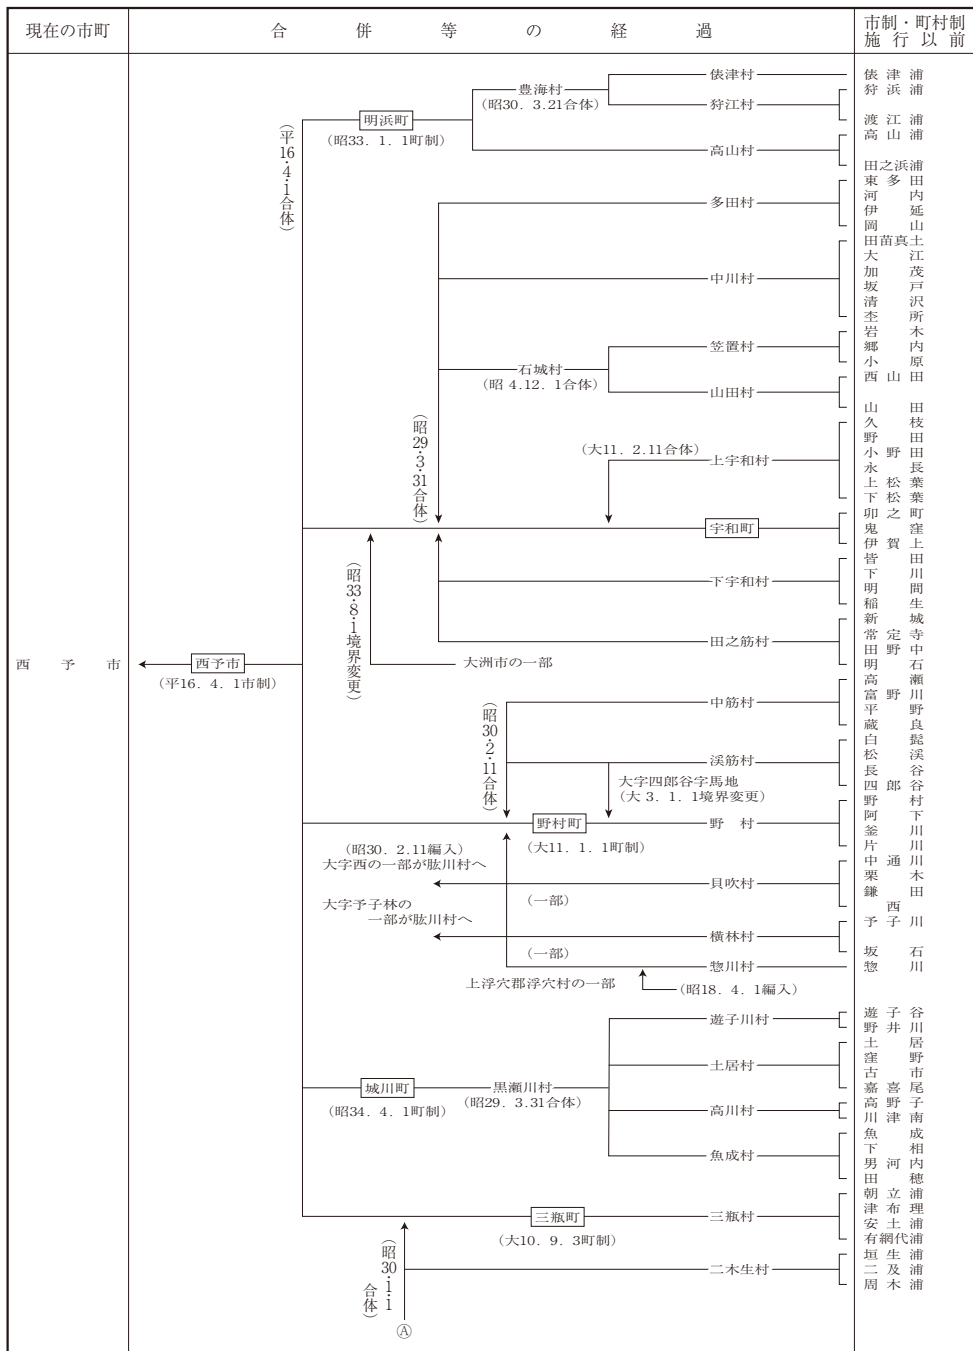 現在の市町
合併等の経過
市制・町村制
施行以前
西予市
西予市
(平16. 4. 1市制)
(平16・4・1合体)
明浜町
(昭33. 1. 1町制)
豊海村
(昭30. 3.21合体)
俵津村
俵津浦
狩江村
狩浜浦
渡江浦
高山村
高山浦
田之浜浦
多田村
東多田
河内
伊延
岡山
中川村
田苗真土
大江
加茂
坂戸
清沢
杢所
石城村
(昭 4.12. 1合体)
笠置村
岩木
郷内
小原
山田村
西山田
山田
(昭29・3・31合体)
(大11. 2.11合体)
上宇和村
久枝
野田
小野田
永長
上松葉
下松葉
宇和町
卯之町
鬼窪
伊賀上
下宇和村
皆田
下川
明間
稲生
田之筋村
新城
常定寺
田野中
明石
(昭33・8・1境界変更)
大洲市の一部
(昭30・2・11合体)
中筋村
高瀬
富野川
平野
蔵良
渓筋村
白髭
松渓
長谷
四郎谷
大字四郎谷字馬地
(大 3. 1. 1境界変更)
野村町
(大11. 1. 1町制)
野村
野村
阿下
釜川
片川
(昭30. 2.11編入)
大字西の一部が肱川村へ
(一部)
貝吹村
中通川
栗木
鎌田
西
大字予子林の
一部が肱川村へ
(一部)
横林村
予子川
坂石
惣川村
惣川
上浮穴郡浮穴村の一部
(昭18. 4. 1編入)
城川町
(昭34. 4. 1町制)
黒瀬川村
(昭29. 3.31合体)
遊子川村
遊子谷
野井川
土居村
土居
窪野
古市
嘉喜尾
高川村
高野子
川津南
魚成村
魚成
下相
男河内
田穂
三瓶町
(大10. 9. 3町制)
三瓶村
朝立浦
津布理
安土浦
有網代浦
二木生村
垣生浦
二及浦
周木浦
(昭30・1・1
合体)
Ⓐ